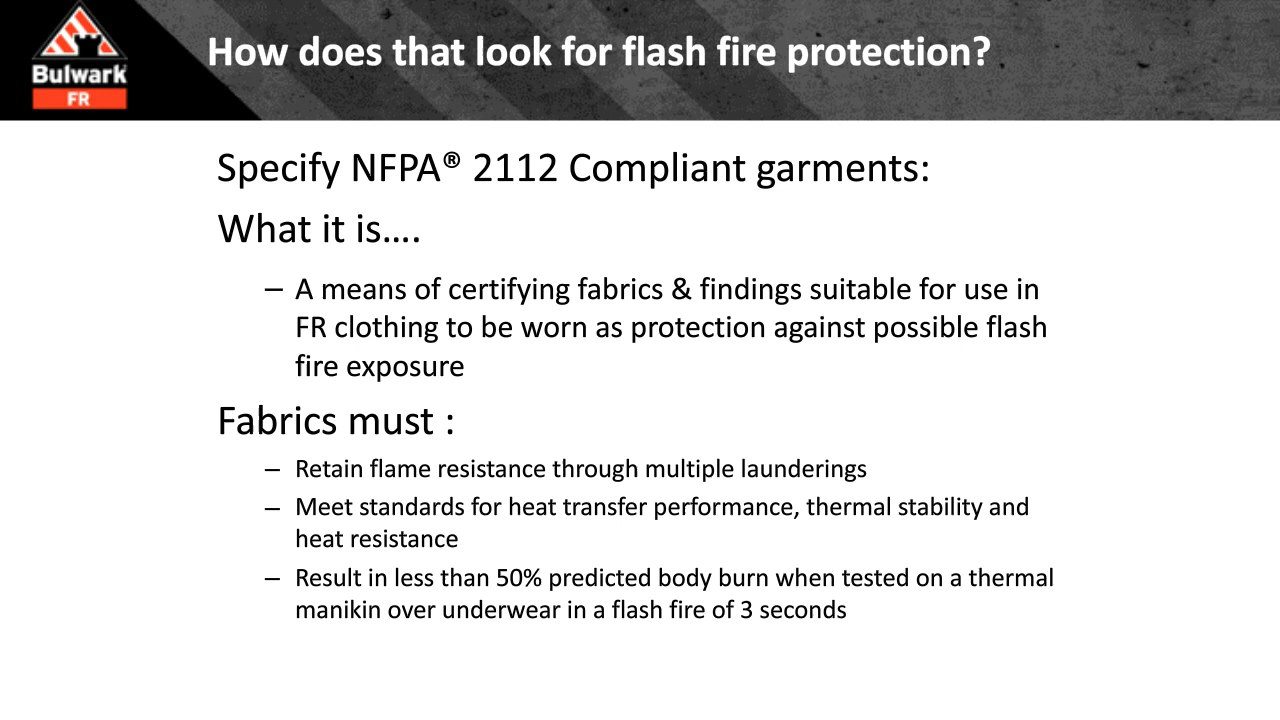 Bulwark
FR
How does that look for flash fire protection?
Specify NFPA® 2112 Compliant garments:
What it is....
– A means of certifying fabrics & findings suitable for use in
FR clothing to be worn as protection against possible flash
fire exposure
Fabrics must :
– Retain flame resistance through multiple launderings
– Meet standards for heat transfer performance, thermal stability and
heat resistance
– Result in less than 50% predicted body burn when tested on a thermal
manikin over underwear in a flash fire of 3 seconds